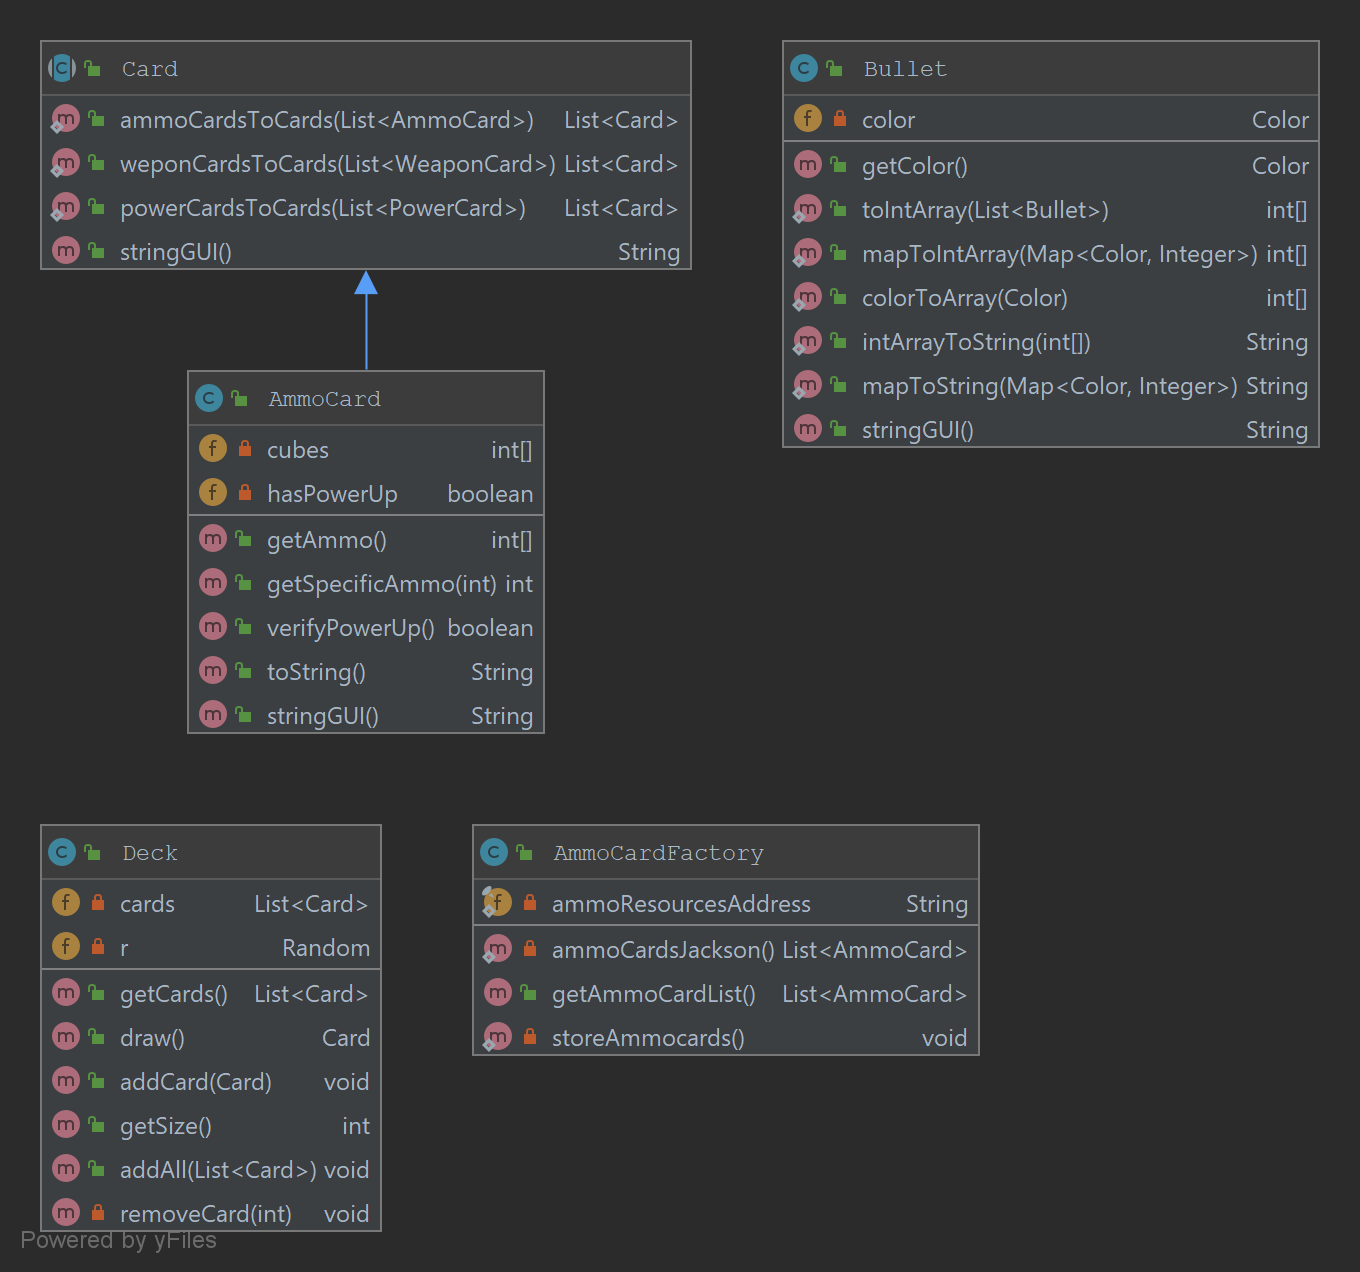 Card
ammoCardsToCards(List<AmmoCard>) List<Card>
weponCardsToCards(List<WeaponCard>) List<Card>
powerCardsToCards(List<PowerCard>) List<Card>
stringGUI() String
Bullet
color Color
getColor() Color
toIntArray(List<Bullet>) int[]
mapToIntArray(Map<Color, Integer>) int[]
colorToArray(Color) int[]
intArrayToString(int[]) String
mapToString(Map<Color, Integer>) String
stringGUI() String
AmmoCard
cubes int[]
hasPowerUp boolean
getAmmo() int[]
getSpecificAmmo(int) int
verifyPowerUp() boolean
toString() String
stringGUI() String
Deck
cards List<Card>
r Random
getCards() List<Card>
draw() Card
addCard(Card) void
getSize() int
addAll(List<Card>) void
removeCard(int) void
AmmoCardFactory
ammoResourcesAddress String
ammoCardsJackson() List<AmmoCard>
getAmmoCardList() List<AmmoCard>
storeAmmocards() void
Powered by yFiles